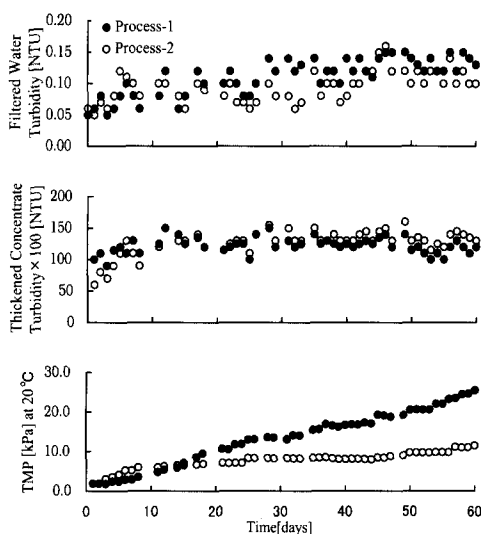 ● Process-1
○ Process-2
Filtered Water
Turbidity [NTU]
0.20
0.15
0.10
0.05
0.00
Thickened Concentrate
Turbidity × 100 [NTU]
200
150
100
50
0
TMP [kPa] at 20℃
30.0
20.0
10.0
0.0
0 10 20 30 40 50 60
Time[days]